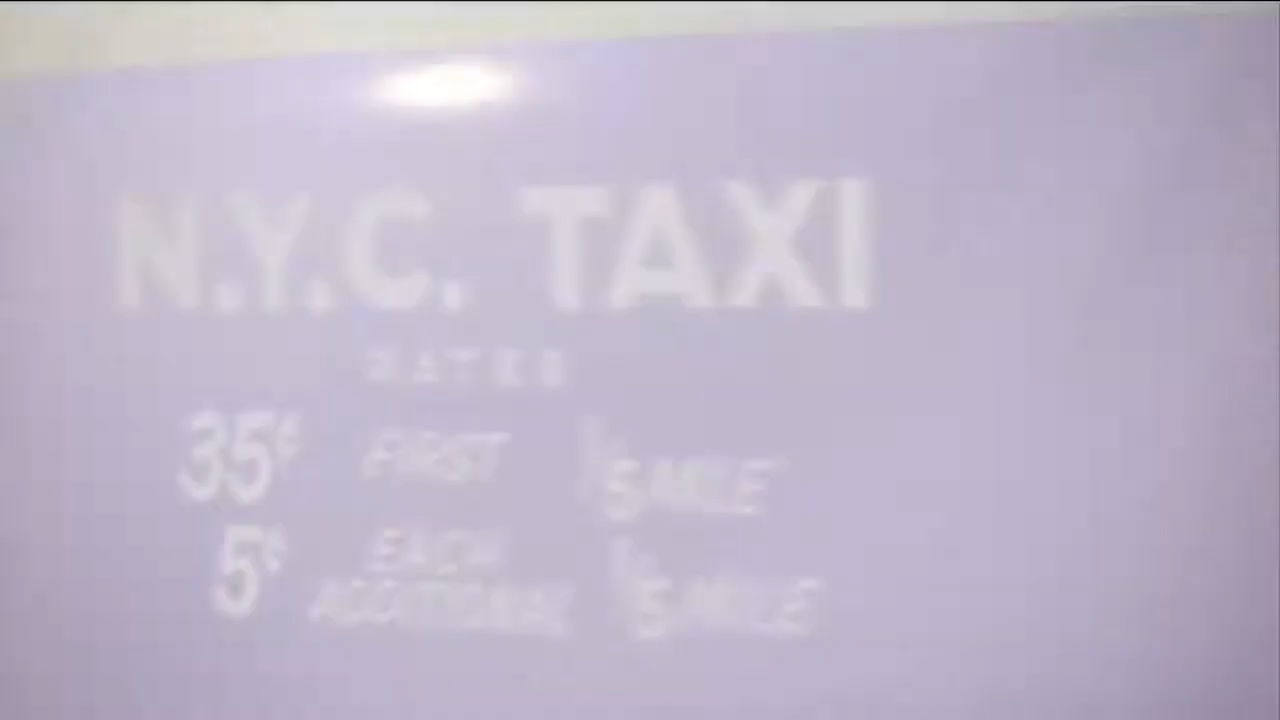 N.Y.C. TAXI
RATES
35¢ FIRST 1/5 MILE
5¢ EACH ADDITIONAL 1/5 MILE